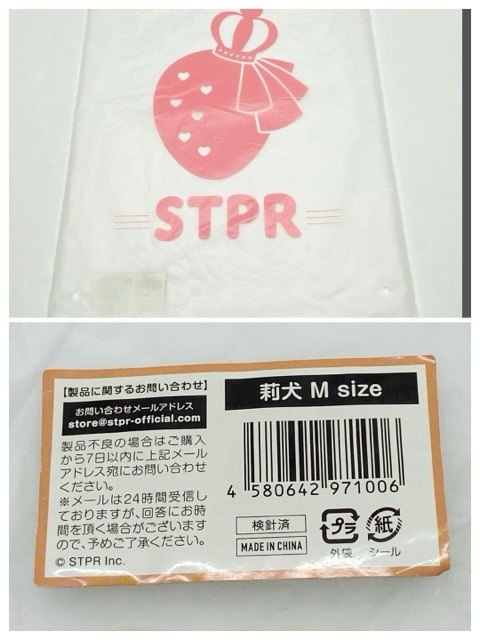 STPR
【製品に関するお問い合わせ】
お問い合わせメールアドレス
store@stpr-official.com
製品不良の場合はご購入
から7日以内に上記メール
アドレス宛にお問い合わせ
ください。
※メールは24時間受信し
ておりますが、回答にお時
間を頂く場合がございます
ので、予めご了承ください。
© STPR Inc.
莉犬 M size
4 580642 971006
検針済
MADE IN CHINA
プラ
外袋
紙
シール